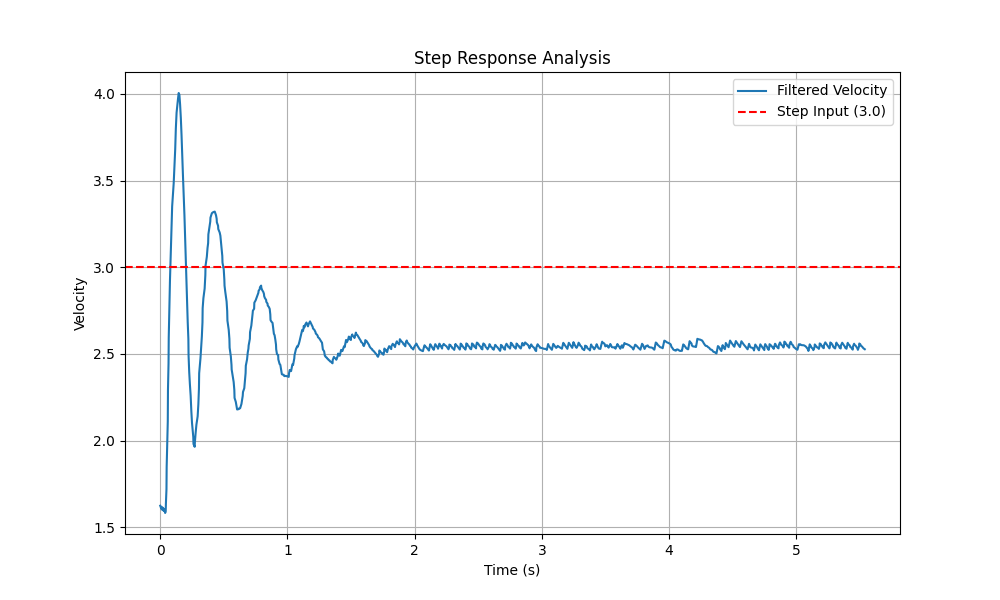 Step Response Analysis
Filtered Velocity
Step Input (3.0)
Velocity
4.0
3.5
3.0
2.5
2.0
1.5
0 1 2 3 4 5
Time (s)